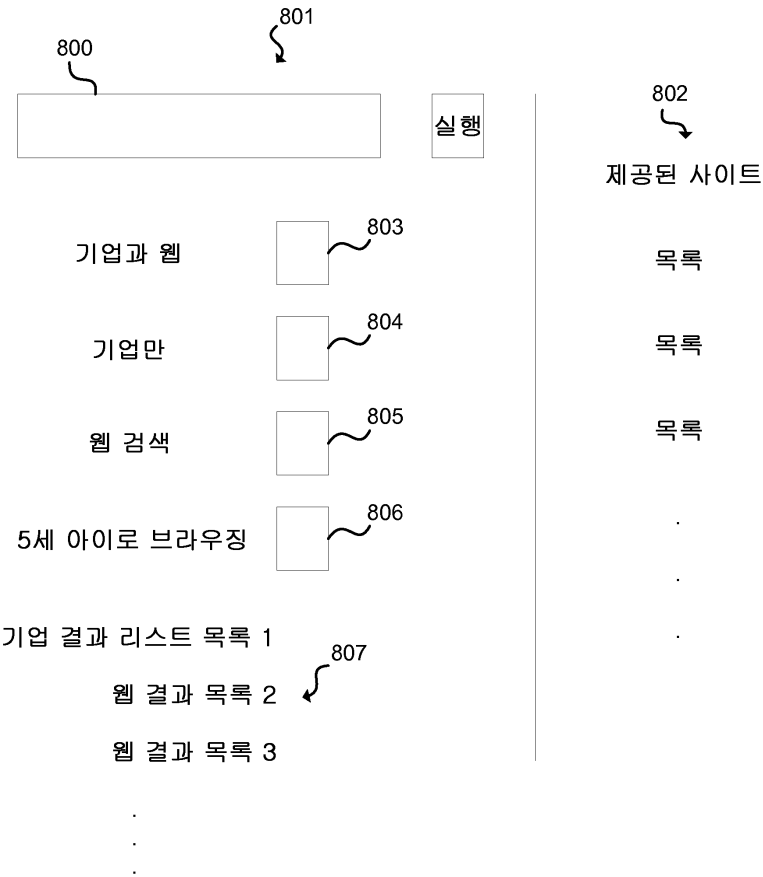 801
800
실행
802
제공된 사이트
기업과 웹
803
목록
기업만
804
목록
웹 검색
805
목록
5세 아이로 브라우징
806
기업 결과 리스트 목록 1
807
웹 결과 목록 2
웹 결과 목록 3